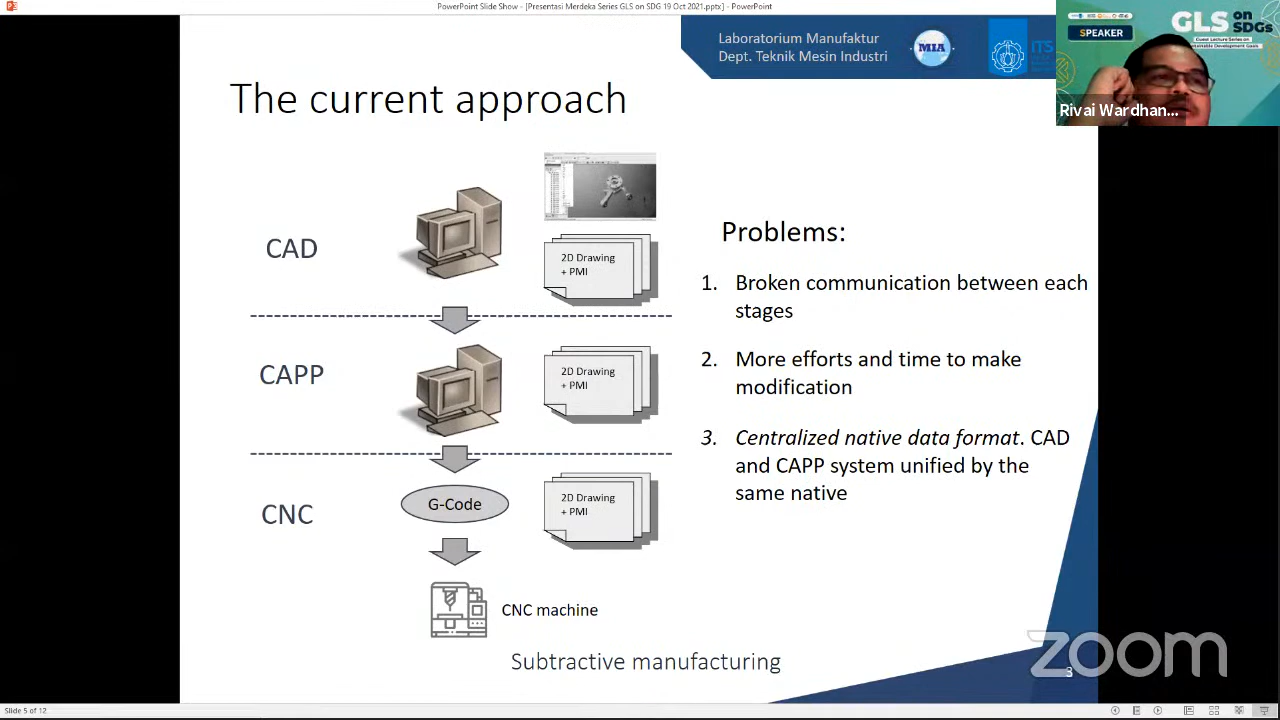 PowerPoint Slide Show - [Presentasi Merdeka Series GLS on SDG 19 Oct 2021.pptx] - PowerPoint
Laboratorium Manufaktur
Dept. Teknik Mesin Industri
MIA
ITS
GLS on SDGs
Guest Lecture Series on
Sustainable Development Goals
SPEAKER
Rivai Wardhan...
The current approach
CAD
2D Drawing
+ PMI
CAPP
2D Drawing
+ PMI
CNC
G-Code
2D Drawing
+ PMI
CNC machine
Subtractive manufacturing
Problems:
1. Broken communication between each
stages
2. More efforts and time to make
modification
3. Centralized native data format. CAD
and CAPP system unified by the
same native
zoom
3
Slide 5 of 12